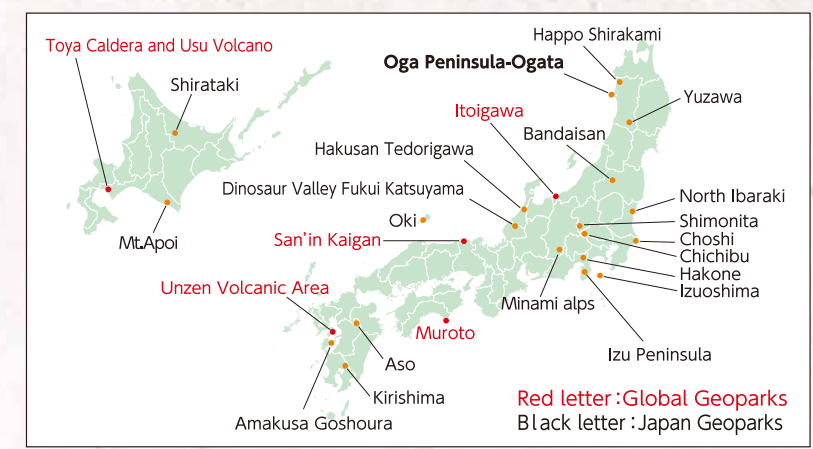 Happo Shirakami
Toya Caldera and Usu Volcano
Oga Peninsula-Ogata
Shirataki
Yuzawa
Itoigawa
Bandaisan
Hakusan Tedorigawa
Dinosaur Valley Fukui Katsuyama
North Ibaraki
Oki
Shimonita
Mt.Apoi
San'in Kaigan
Choshi
Chichibu
Hakone
Unzen Volcanic Area
Izuoshima
Minami alps
Muroto
Izu Peninsula
Aso
Kirishima
Red letter:Global Geoparks
Amakusa Goshoura
Black letter:Japan Geoparks